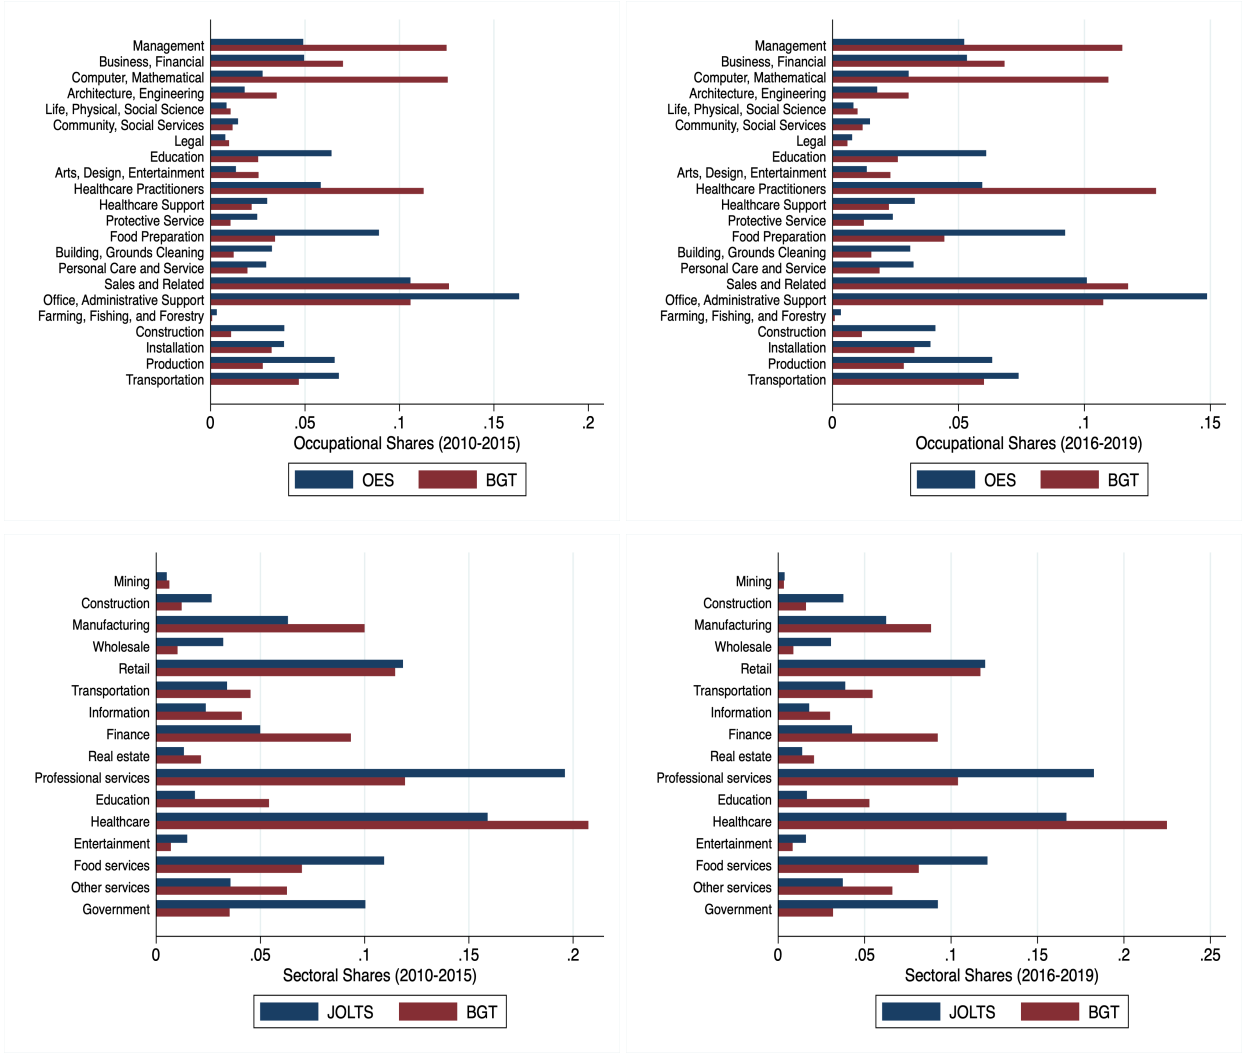 Management
Business, Financial
Computer, Mathematical
Architecture, Engineering
Life, Physical, Social Science
Community, Social Services
Legal
Education
Arts, Design, Entertainment
Healthcare Practitioners
Healthcare Support
Protective Service
Food Preparation
Building, Grounds Cleaning
Personal Care and Service
Sales and Related
Office, Administrative Support
Farming, Fishing, and Forestry
Construction
Installation
Production
Transportation
0 .05 .1 .15 .2
Occupational Shares (2010-2015)
OES BGT
Management
Business, Financial
Computer, Mathematical
Architecture, Engineering
Life, Physical, Social Science
Community, Social Services
Legal
Education
Arts, Design, Entertainment
Healthcare Practitioners
Healthcare Support
Protective Service
Food Preparation
Building, Grounds Cleaning
Personal Care and Service
Sales and Related
Office, Administrative Support
Farming, Fishing, and Forestry
Construction
Installation
Production
Transportation
0 .05 .1 .15
Occupational Shares (2016-2019)
OES BGT
Mining
Construction
Manufacturing
Wholesale
Retail
Transportation
Information
Finance
Real estate
Professional services
Education
Healthcare
Entertainment
Food services
Other services
Government
0 .05 .1 .15 .2
Sectoral Shares (2010-2015)
JOLTS BGT
Mining
Construction
Manufacturing
Wholesale
Retail
Transportation
Information
Finance
Real estate
Professional services
Education
Healthcare
Entertainment
Food services
Other services
Government
0 .05 .1 .15 .2 .25
Sectoral Shares (2016-2019)
JOLTS BGT